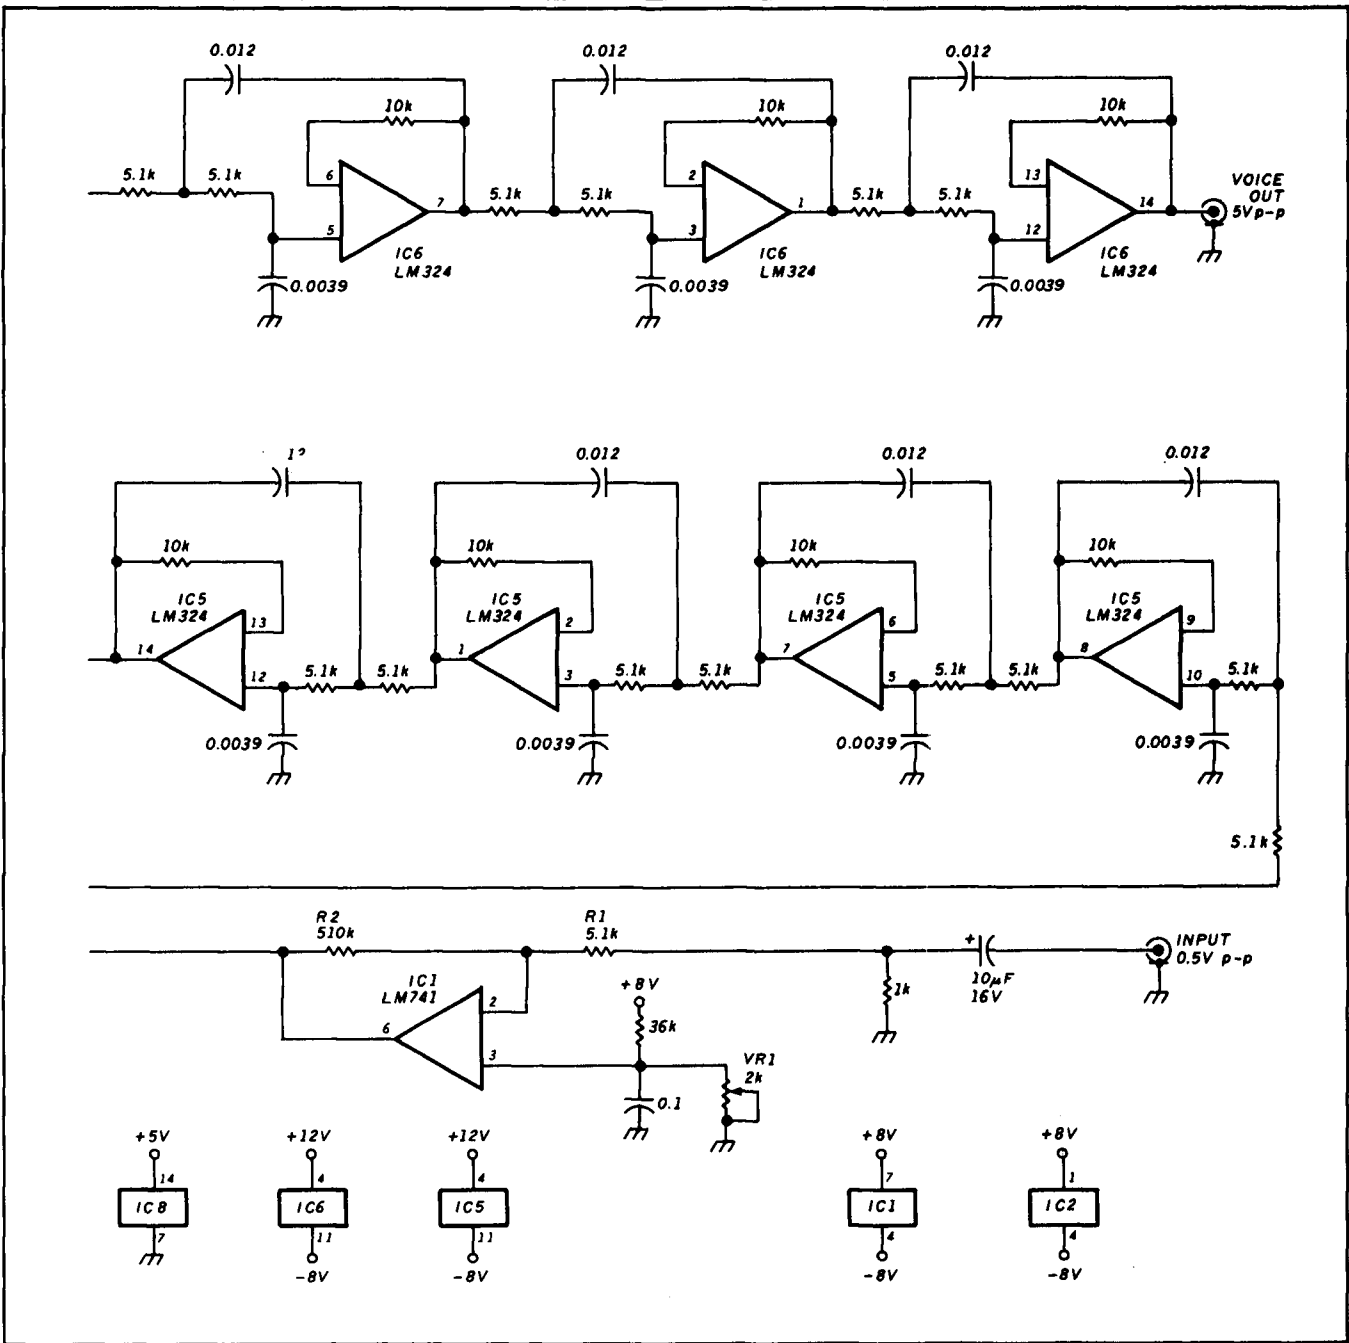 0.012
0.012
0.012
10k
10k
10k
5.1k
5.1k
6
7
5
5.1k
5.1k
2
1
3
5.1k
5.1k
13
14
12
VOICE
OUT
5Vp-p
IC6
LM324
IC6
LM324
IC6
LM324
0.0039
0.0039
0.0039
0.012
0.012
0.012
10k
10k
10k
10k
IC5
LM324
IC5
LM324
IC5
LM324
IC5
LM324
13
14
12
2
1
3
6
7
5
9
8
10
5.1k
5.1k
5.1k
5.1k
5.1k
5.1k
5.1k
0.0039
0.0039
0.0039
0.0039
5.1k
R2
510k
R1
5.1k
+
10μF
16V
INPUT
0.5V p-p
1k
IC1
LM741
2
6
3
+8V
36k
VR1
2k
0.1
+5V
14
IC8
7
+12V
4
IC6
11
-8V
+12V
4
IC5
11
-8V
+8V
7
IC1
4
-8V
+8V
1
IC2
4
-8V